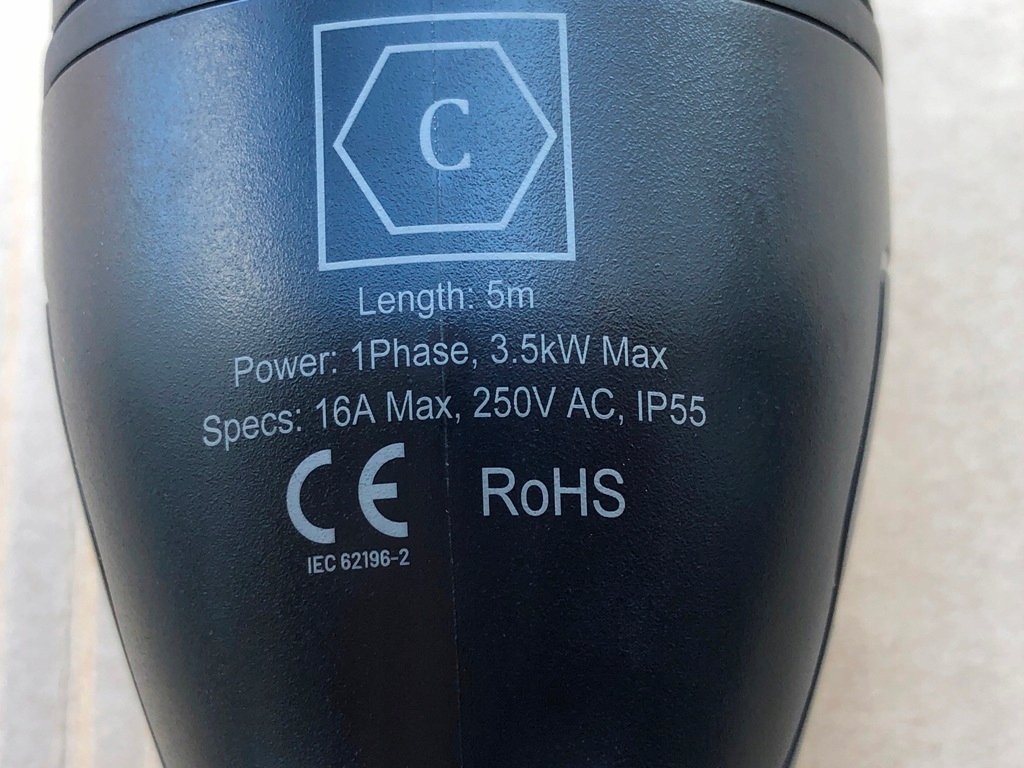 C
Length: 5m
Power: 1Phase, 3.5kW Max
Specs: 16A Max, 250V AC, IP55
CE RoHS
IEC 62196-2